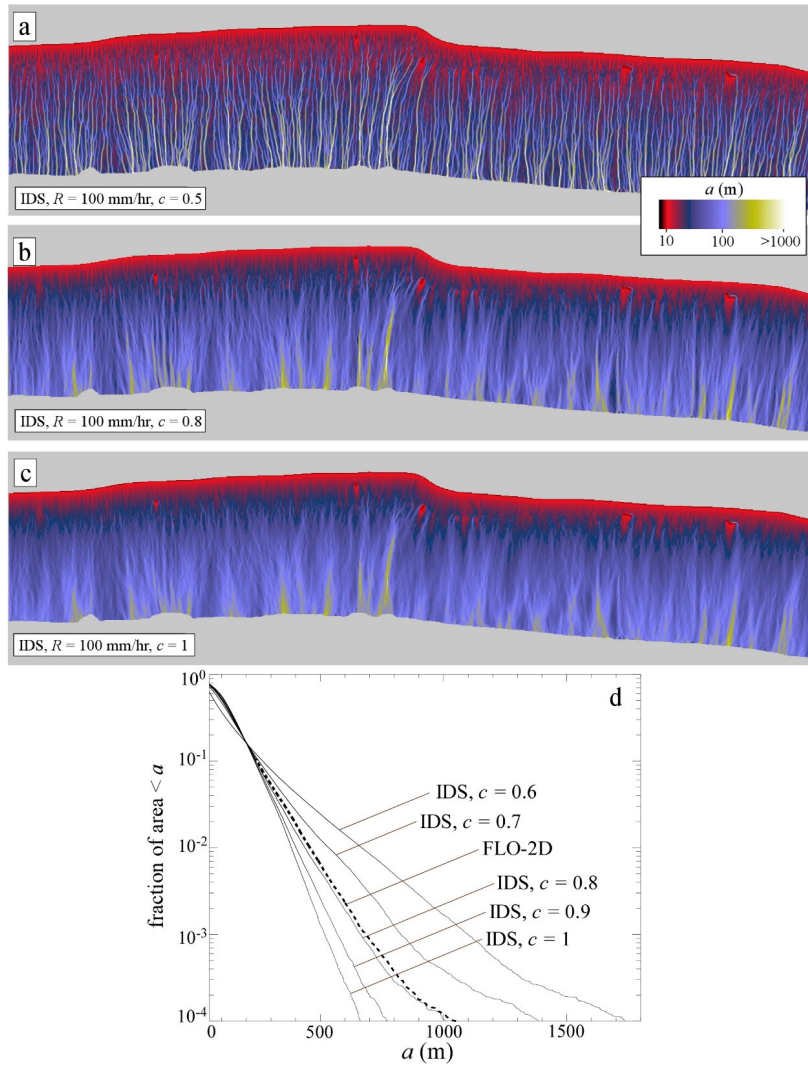 a
IDS, R = 100 mm/hr, c = 0.5
a (m)
10 100 >1000
b
IDS, R = 100 mm/hr, c = 0.8
c
IDS, R = 100 mm/hr, c = 1
d
fraction of area < a
10⁰
10⁻¹
10⁻²
10⁻³
10⁻⁴
IDS, c = 0.6
IDS, c = 0.7
FLO-2D
IDS, c = 0.8
IDS, c = 0.9
IDS, c = 1
0 500 1000 1500
a (m)